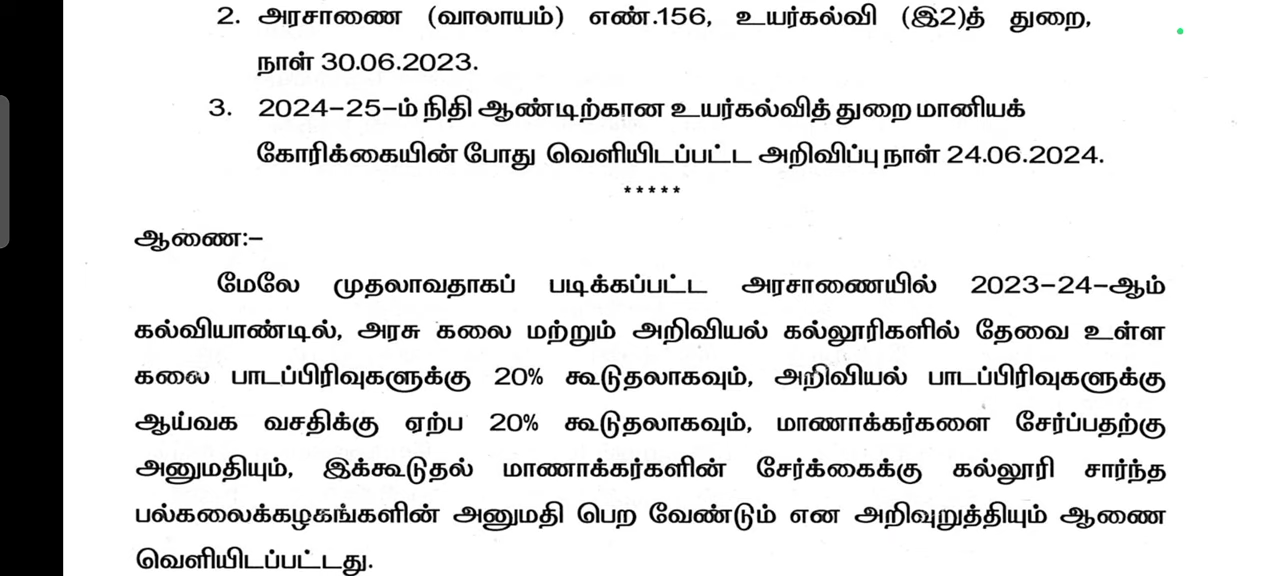 2. அரசாணை (வாலாயம்) எண்.156, உயர்கல்வி (இ2)த் துறை,
நாள் 30.06.2023.
3. 2024-25-ம் நிதி ஆண்டிற்கான உயர்கல்வித் துறை மானியக்
கோரிக்கையின் போது வெளியிடப்பட்ட அறிவிப்பு நாள் 24.06.2024.
*****
ஆணை:-
மேலே முதலாவதாகப் படிக்கப்பட்ட அரசாணையில் 2023-24-ஆம்
கல்வியாண்டில், அரசு கலை மற்றும் அறிவியல் கல்லூரிகளில் தேவை உள்ள
கலை பாடப்பிரிவுகளுக்கு 20% கூடுதலாகவும், அறிவியல் பாடப்பிரிவுகளுக்கு
ஆய்வக வசதிக்கு ஏற்ப 20% கூடுதலாகவும், மாணாக்கர்களை சேர்ப்பதற்கு
அனுமதியும், இக்கூடுதல் மாணாக்கர்களின் சேர்க்கைக்கு கல்லூரி சார்ந்த
பல்கலைக்கழகங்களின் அனுமதி பெற வேண்டும் என அறிவுறுத்தியும் ஆணை
வெளியிடப்பட்டது.